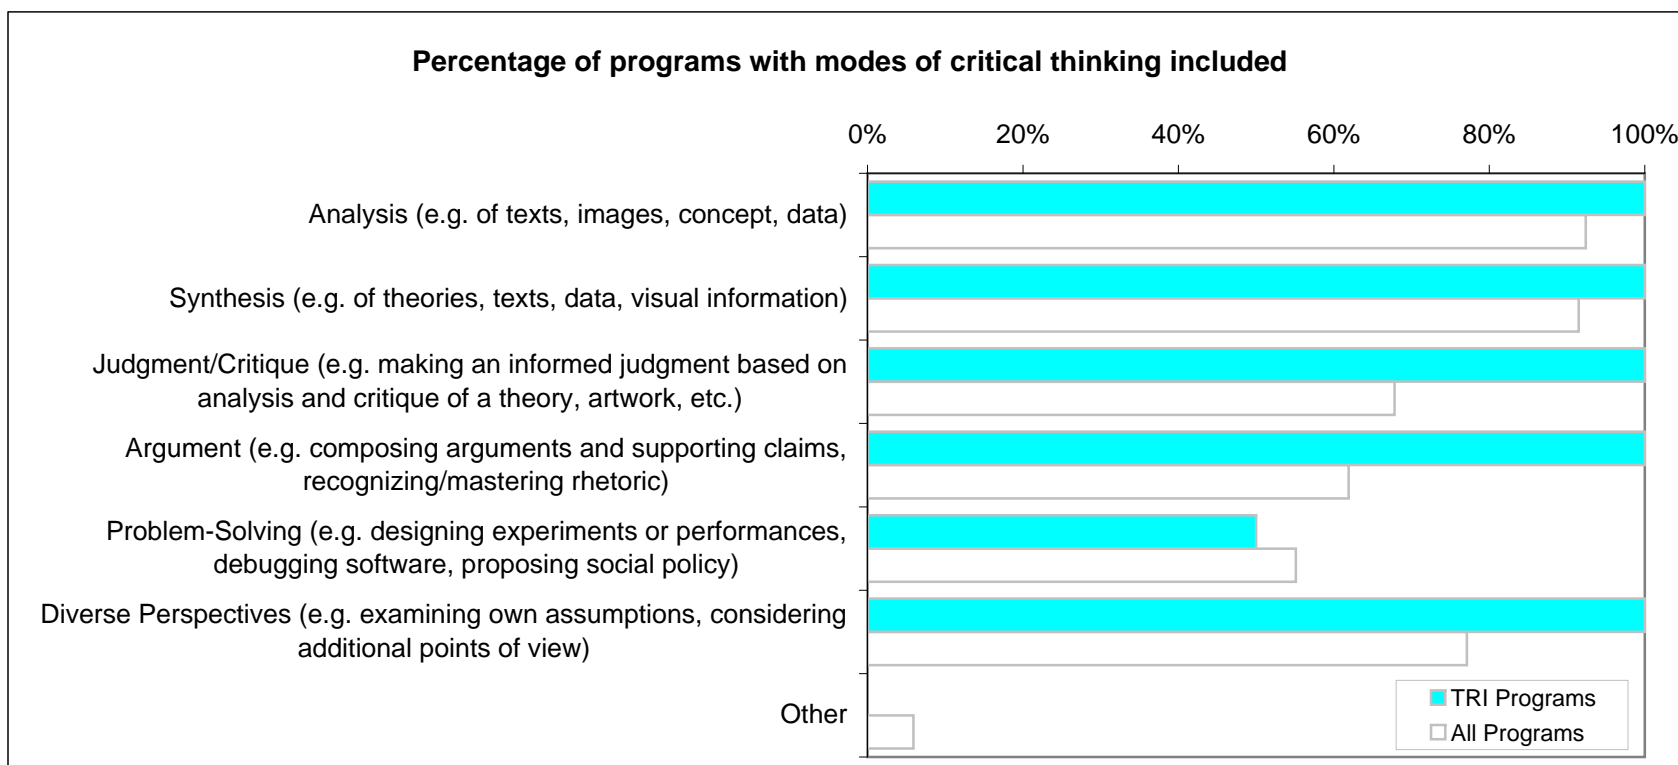 Percentage of programs with modes of critical thinking included
0% 20% 40% 60% 80% 100%
Analysis (e.g. of texts, images, concept, data)
Synthesis (e.g. of theories, texts, data, visual information)
Judgment/Critique (e.g. making an informed judgment based on
analysis and critique of a theory, artwork, etc.)
Argument (e.g. composing arguments and supporting claims,
recognizing/mastering rhetoric)
Problem-Solving (e.g. designing experiments or performances,
debugging software, proposing social policy)
Diverse Perspectives (e.g. examining own assumptions, considering
additional points of view)
Other
TRI Programs
All Programs